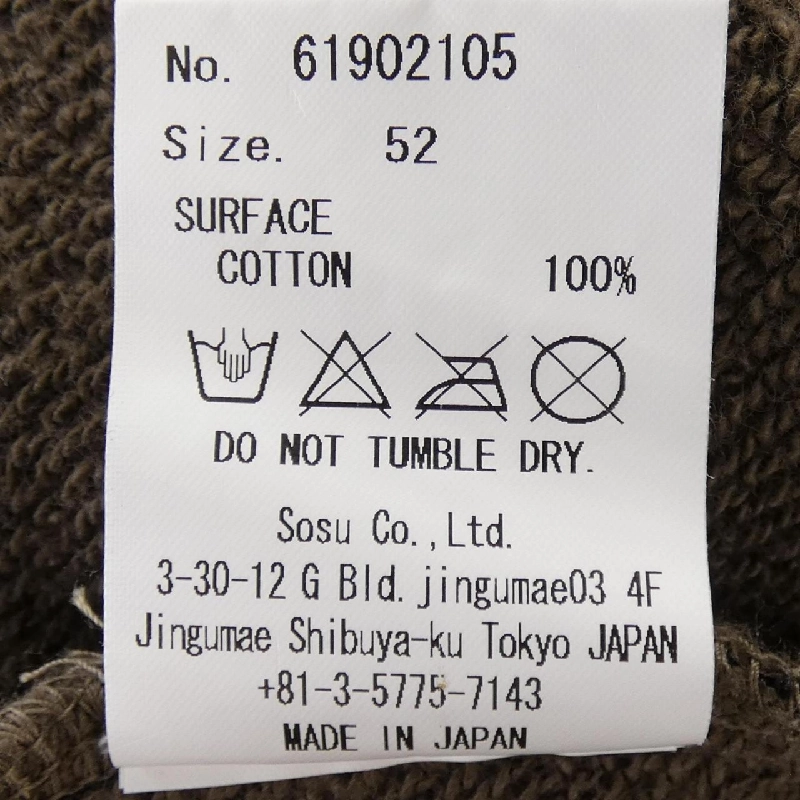 No. 61902105
Size. 52
SURFACE
COTTON 100%
DO NOT TUMBLE DRY.
Sosu Co.,Ltd.
3-30-12 G Bld.jingumae03 4F
Jingumae Shibuya-ku Tokyo JAPAN
+81-3-5775-7143
MADE IN JAPAN